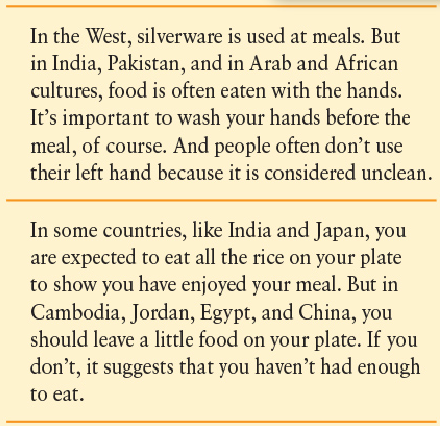 In the West, silverware is used at meals. But
in India, Pakistan, and in Arab and African
cultures, food is often eaten with the hands.
It's important to wash your hands before the
meal, of course. And people often don't use
their left hand because it is considered unclean.
In some countries, like India and Japan, you
are expected to eat all the rice on your plate
to show you have enjoyed your meal. But in
Cambodia, Jordan, Egypt, and China, you
should leave a little food on your plate. If you
don't, it suggests that you haven't had enough
to eat.